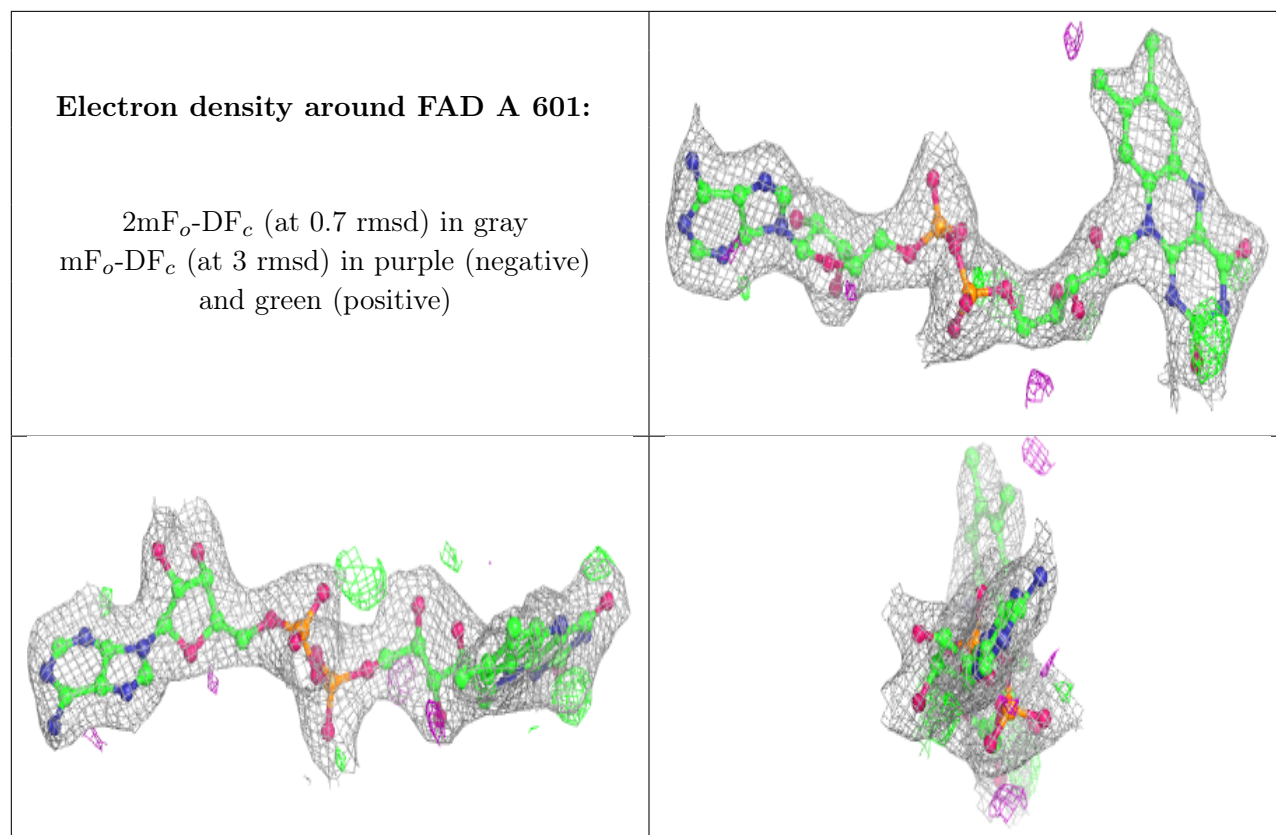 Electron density around FAD A 601:
2mFₒ-DF𝑐 (at 0.7 rmsd) in gray
mFₒ-DF𝑐 (at 3 rmsd) in purple (negative)
and green (positive)